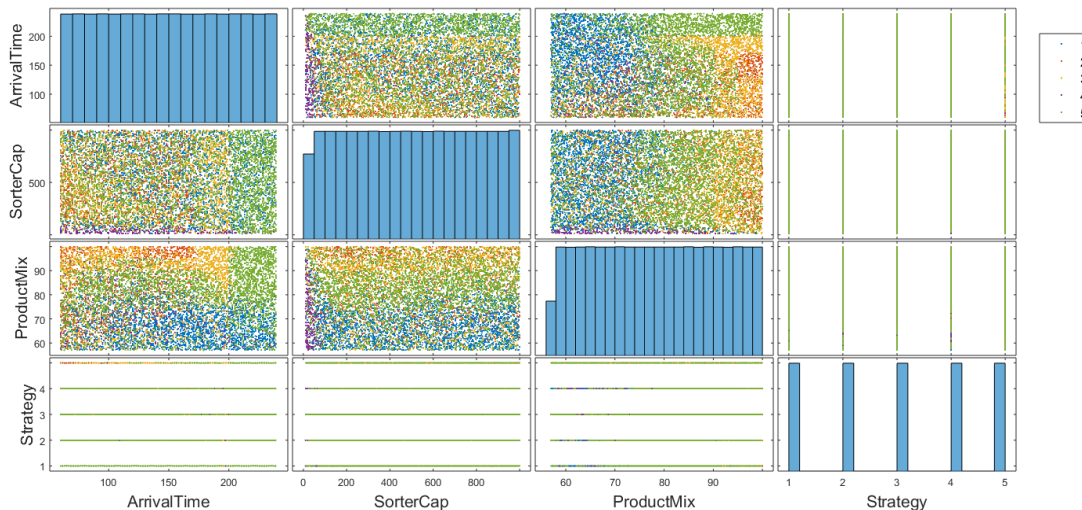 ArrivalTime
200
150
100
SorterCap
500
ProductMix
90
80
70
60
Strategy
4
3
2
1
100 150 200
0 200 400 600 800
60 70 80 90
1 2 3 4 5
ArrivalTime SorterCap ProductMix Strategy